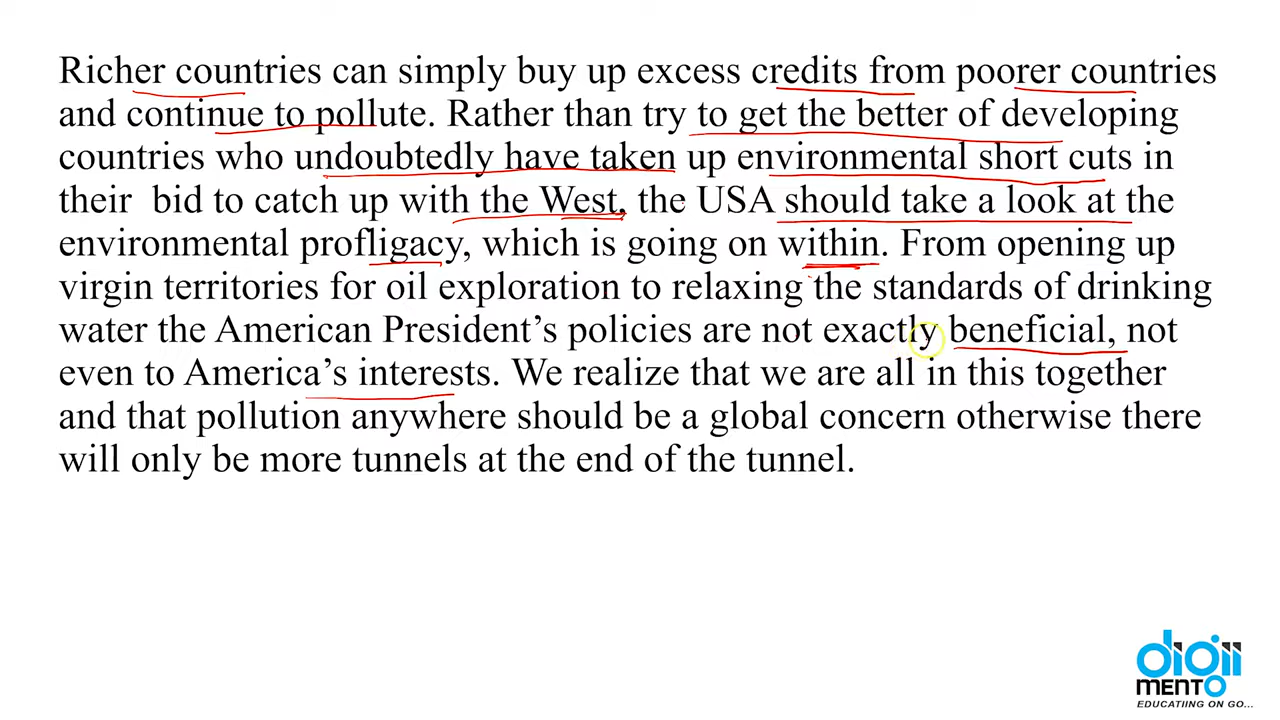 Richer countries can simply buy up excess credits from poorer countries
and continue to pollute. Rather than try to get the better of developing
countries who undoubtedly have taken up environmental short cuts in
their bid to catch up with the West, the USA should take a look at the
environmental profligacy, which is going on within. From opening up
virgin territories for oil exploration to relaxing the standards of drinking
water the American President's policies are not exactly beneficial, not
even to America's interests. We realize that we are all in this together
and that pollution anywhere should be a global concern otherwise there
will only be more tunnels at the end of the tunnel.
digii
MENTO
EDUCATIING ON GO...